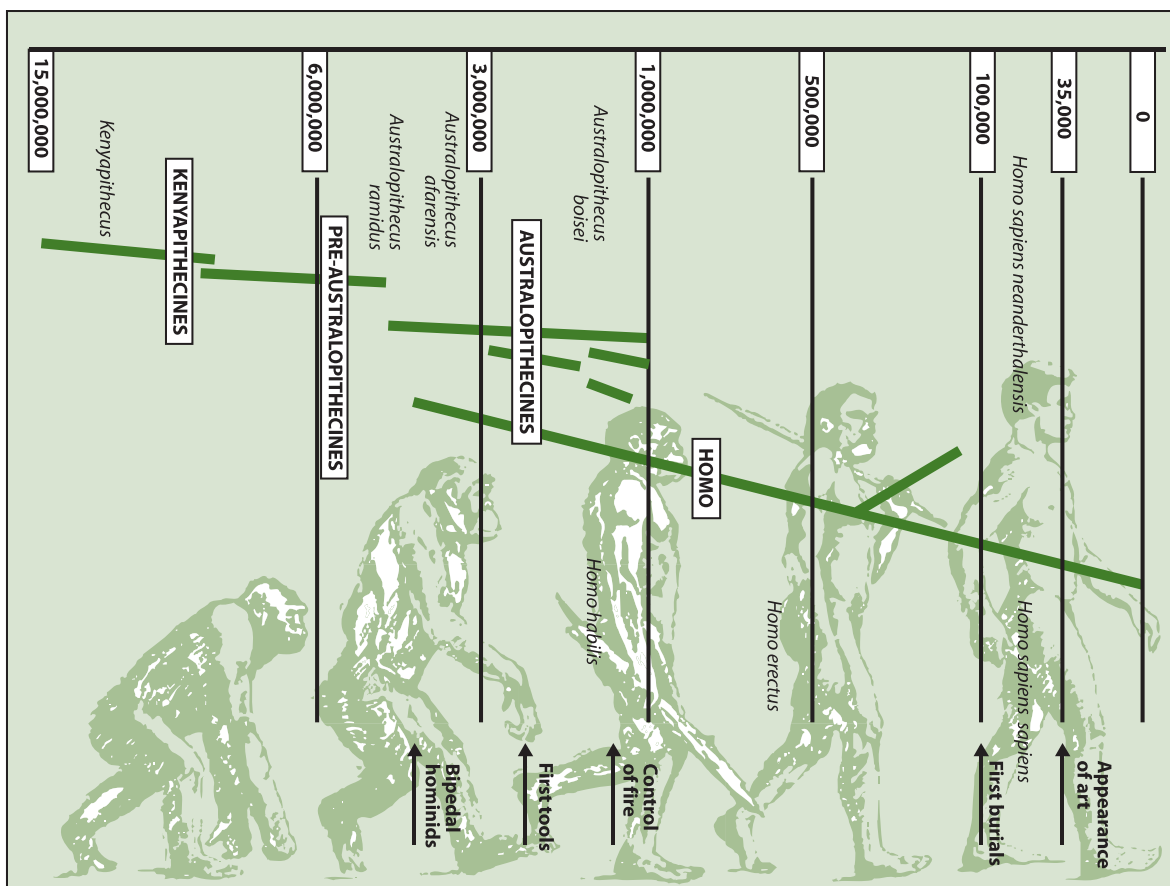 15,000,000
6,000,000
3,000,000
1,000,000
500,000
100,000
35,000
0
Kenyapithecus
KENYAPITHECINES
PRE-AUSTRALOPITHECINES
Australopithecus
ramidus
Australopithecus
afarensis
AUSTRALOPITHECINES
Australopithecus
boisei
HOMO
Homo habilis
Homo erectus
Homo sapiens neanderthalensis
Homo sapiens sapiens
Bipedal
hominids
First tools
Control
of fire
First burials
Appearance
of art